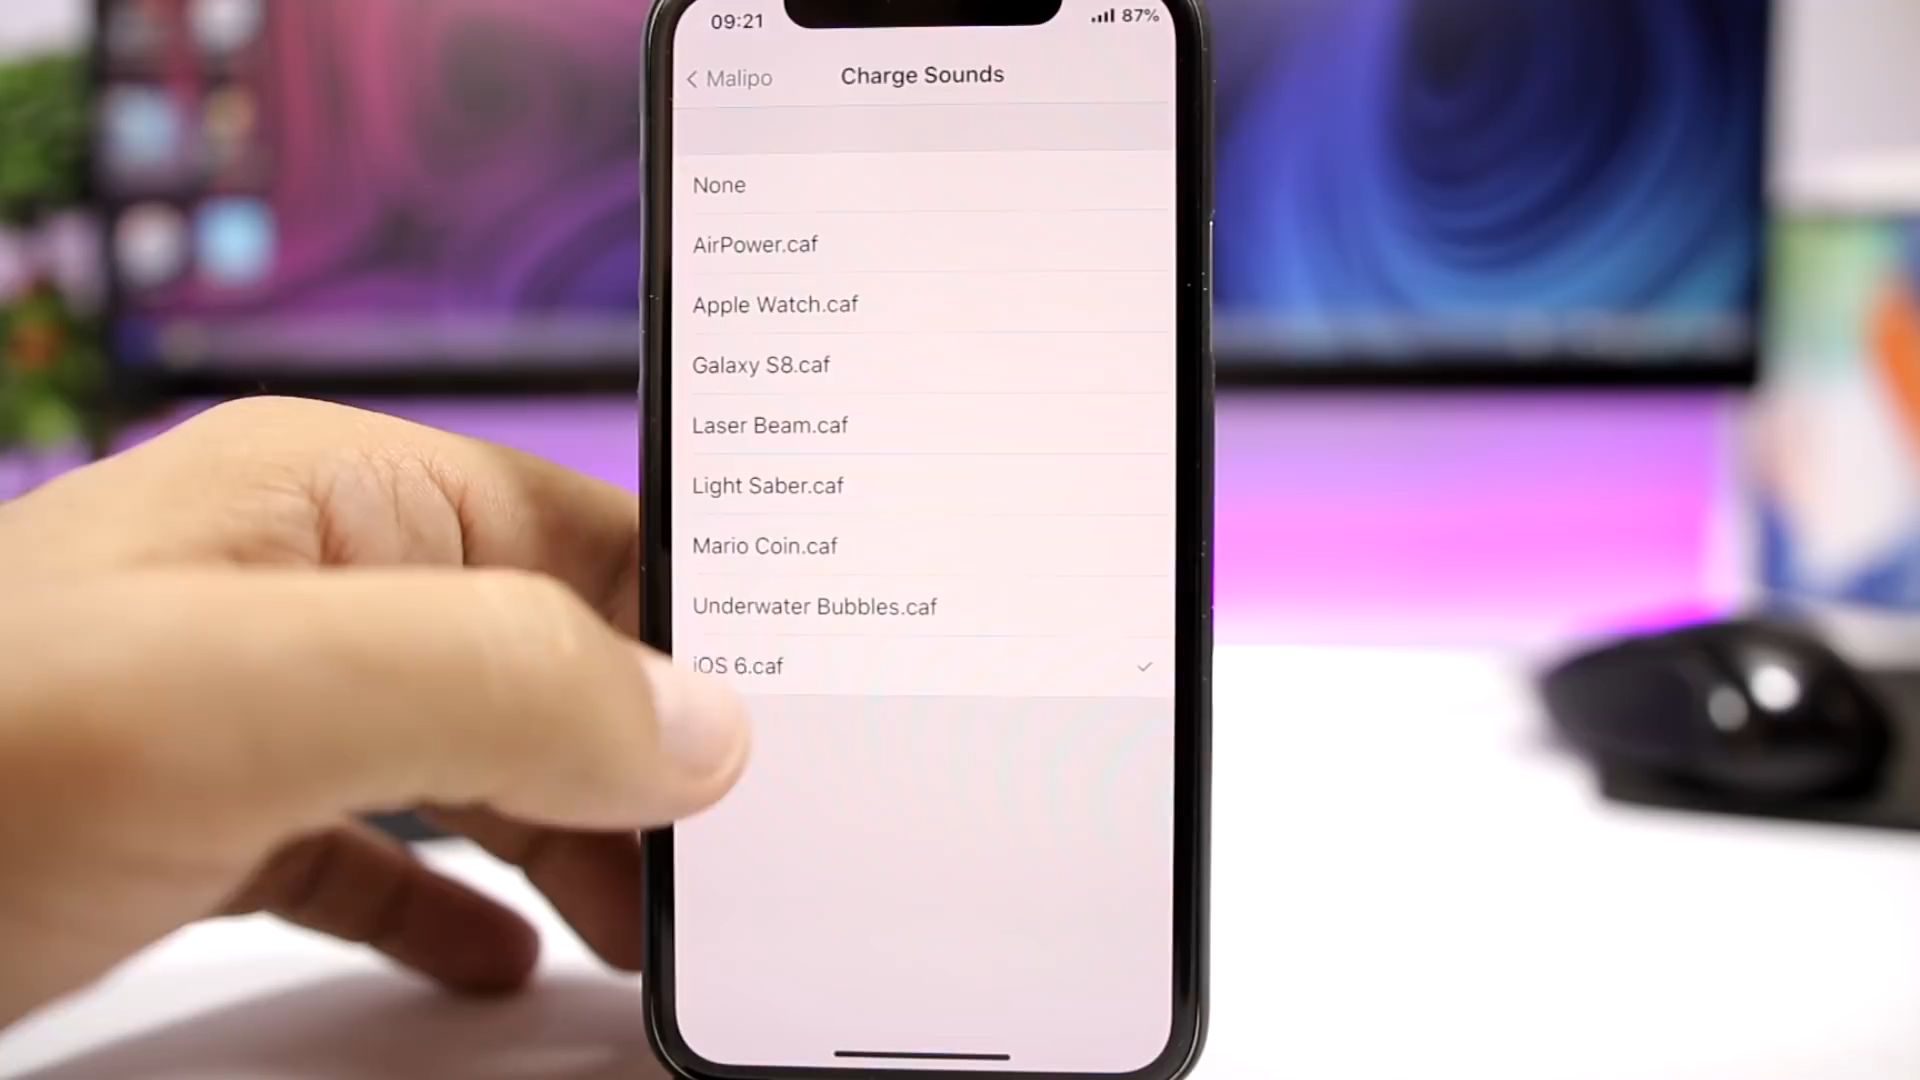 09:21
87%
Malipo
Charge Sounds
None
AirPower.caf
Apple Watch.caf
Galaxy S8.caf
Laser Beam.caf
Light Saber.caf
Mario Coin.caf
Underwater Bubbles.caf
iOS 6.caf